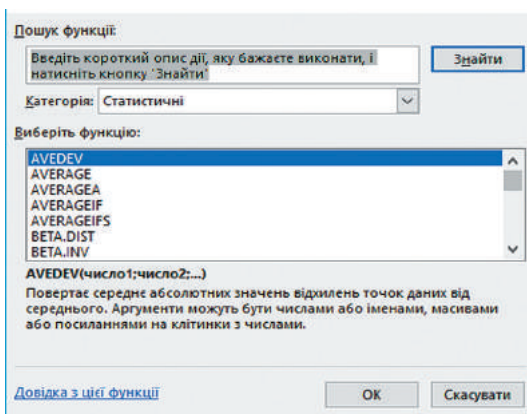 Пошук функції:
Введіть короткий опис дії, яку бажаєте виконати, і
натисніть кнопку 'Знайти'
Знайти
Категорія: Статистичні
Виберіть функцію:
AVEDEV
AVERAGE
AVERAGEA
AVERAGEIF
AVERAGEIFS
BETA.DIST
BETA.INV
AVEDEV(число1;число2;...)
Повертає середнє абсолютних значень відхилень точок даних від
середнього. Аргументи можуть бути числами або іменами, масивами
або посиланнями на клітинки з числами.
Довідка з цієї функції
ОК
Скасувати